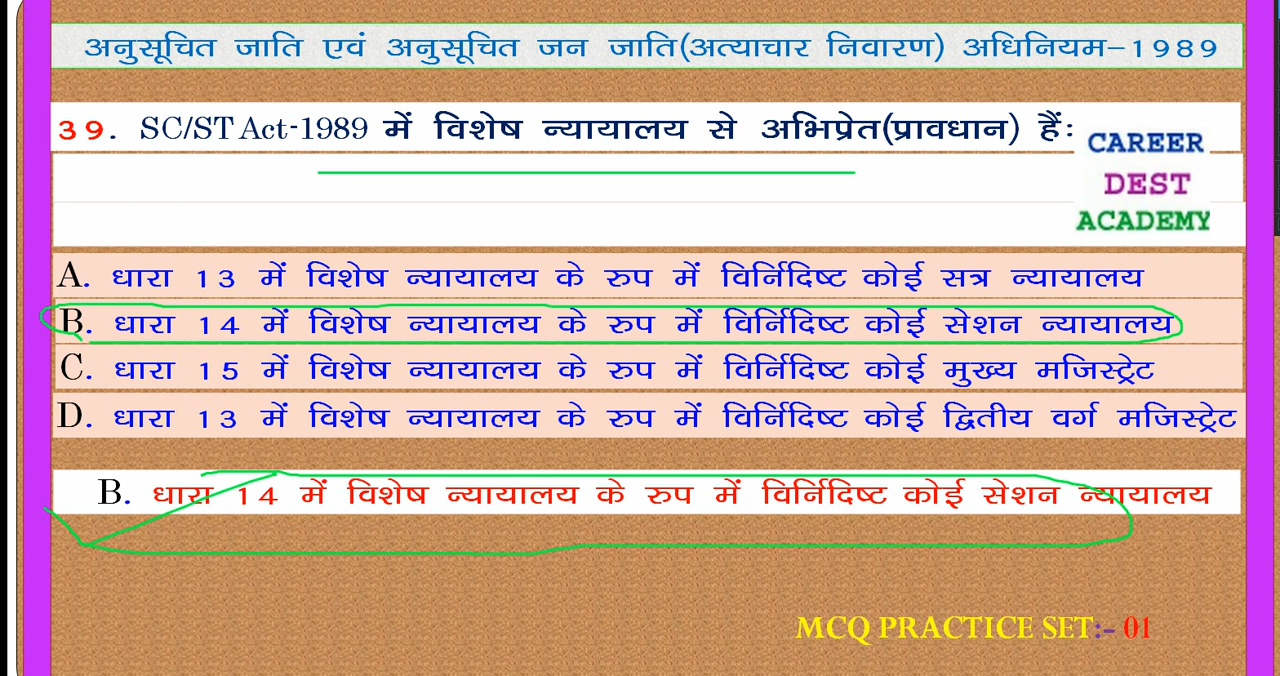 अनुसूचित जाति एवं अनुसूचित जन जाति(अत्याचार निवारण) अधिनियम-1989
39. SC/ST Act-1989 में विशेष न्यायालय से अभिप्रेत(प्रावधान) हैंः
CAREER
DEST
ACADEMY
A. धारा 13 में विशेष न्यायालय के रुप में विर्निदिष्ट कोई सत्र न्यायालय
B. धारा 14 में विशेष न्यायालय के रुप में विर्निदिष्ट कोई सेशन न्यायालय
C. धारा 15 में विशेष न्यायालय के रुप में विर्निदिष्ट कोई मुख्य मजिस्ट्रेट
D. धारा 13 में विशेष न्यायालय के रुप में विर्निदिष्ट कोई द्वितीय वर्ग मजिस्ट्रेट
B. धारा 14 में विशेष न्यायालय के रुप में विर्निदिष्ट कोई सेशन न्यायालय
MCQ PRACTICE SET:- 01